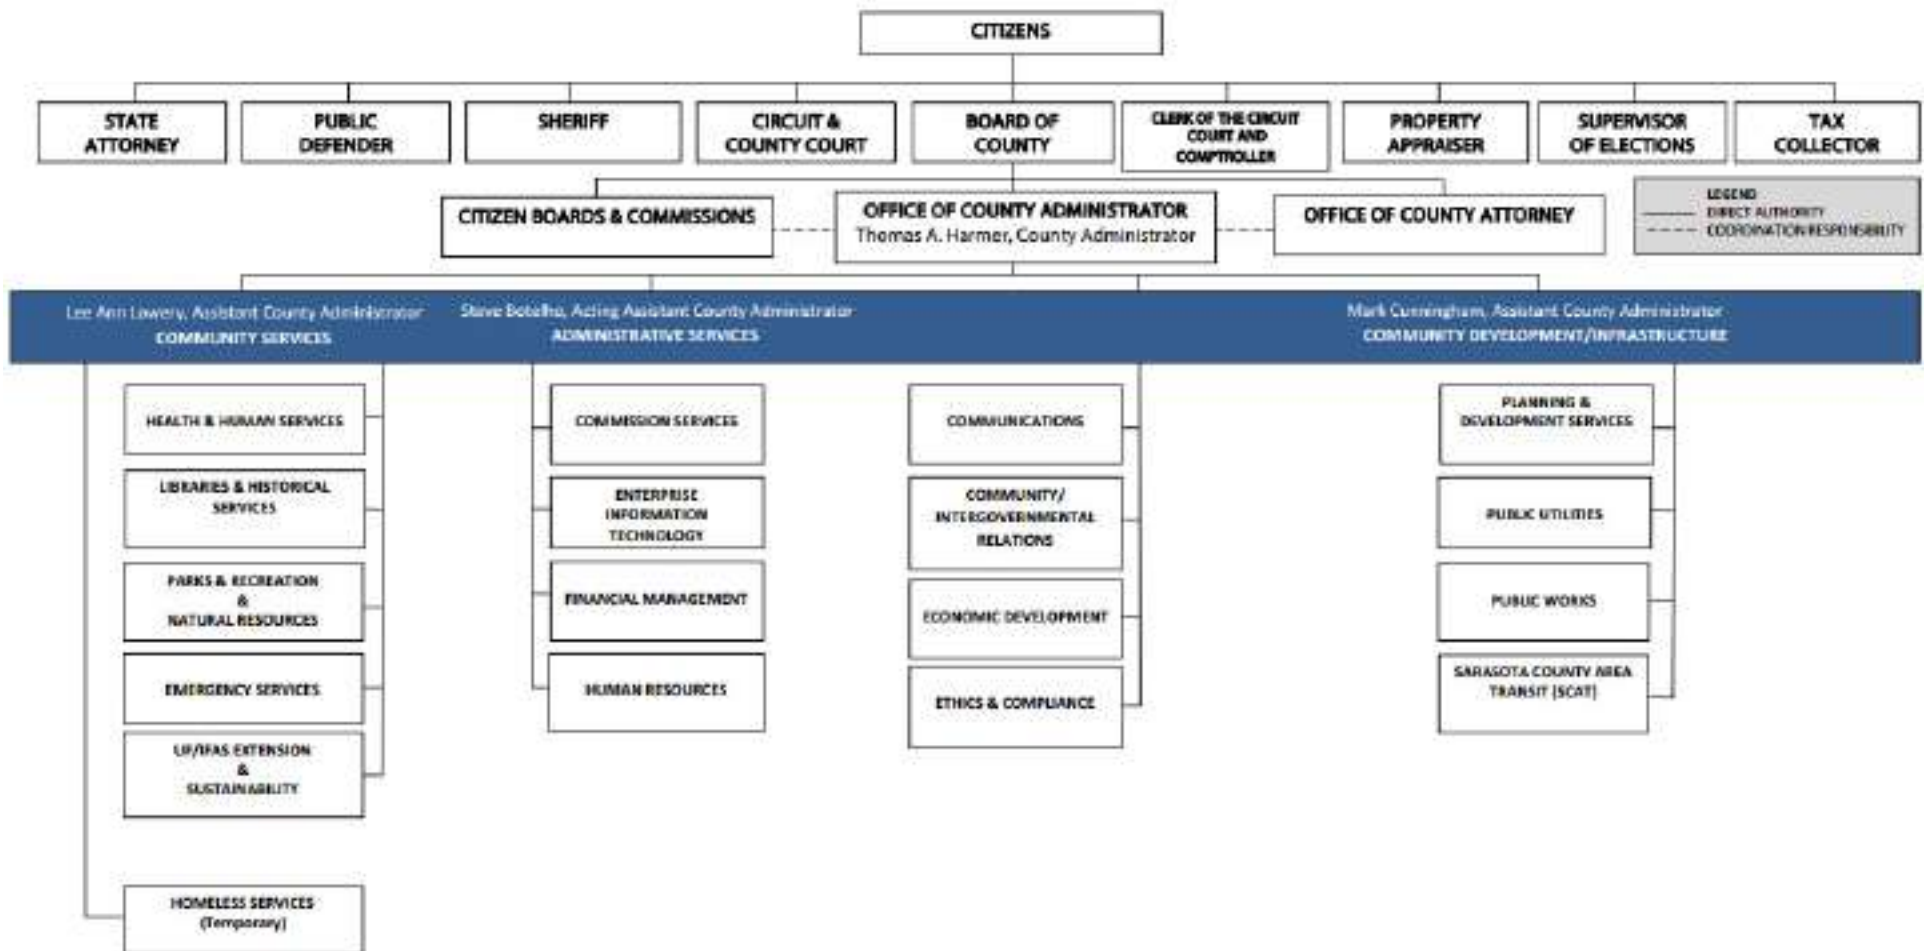 CITIZENS
STATE
ATTORNEY
PUBLIC
DEFENDER
SHERIFF
CIRCUIT &
COUNTY COURT
BOARD OF
COUNTY
CLERK OF THE CIRCUIT
COURT AND
COMPTROLLER
PROPERTY
APPRAISER
SUPERVISOR
OF ELECTIONS
TAX
COLLECTOR
CITIZEN BOARDS & COMMISSIONS
OFFICE OF COUNTY ADMINISTRATOR
Thomas A. Harmer, County Administrator
OFFICE OF COUNTY ATTORNEY
LEGEND
DIRECT AUTHORITY
COORDINATION RESPONSIBILITY
Lee Ann Lowery, Assistant County Administrator
COMMUNITY SERVICES
Steve Botelho, Acting Assistant County Administrator
ADMINISTRATIVE SERVICES
Mark Cunningham, Assistant County Administrator
COMMUNITY DEVELOPMENT/INFRASTRUCTURE
HEALTH & HUMAN SERVICES
LIBRARIES & HISTORICAL
SERVICES
PARKS & RECREATION
&
NATURAL RESOURCES
EMERGENCY SERVICES
UF/IFAS EXTENSION
&
SUSTAINABILITY
HOMELESS SERVICES
(Temporary)
COMMISSION SERVICES
ENTERPRISE
INFORMATION
TECHNOLOGY
FINANCIAL MANAGEMENT
HUMAN RESOURCES
COMMUNICATIONS
COMMUNITY/
INTERGOVERNMENTAL
RELATIONS
ECONOMIC DEVELOPMENT
ETHICS & COMPLIANCE
PLANNING &
DEVELOPMENT SERVICES
PUBLIC UTILITIES
PUBLIC WORKS
SARASOTA COUNTY AREA
TRANSIT (SCAT)